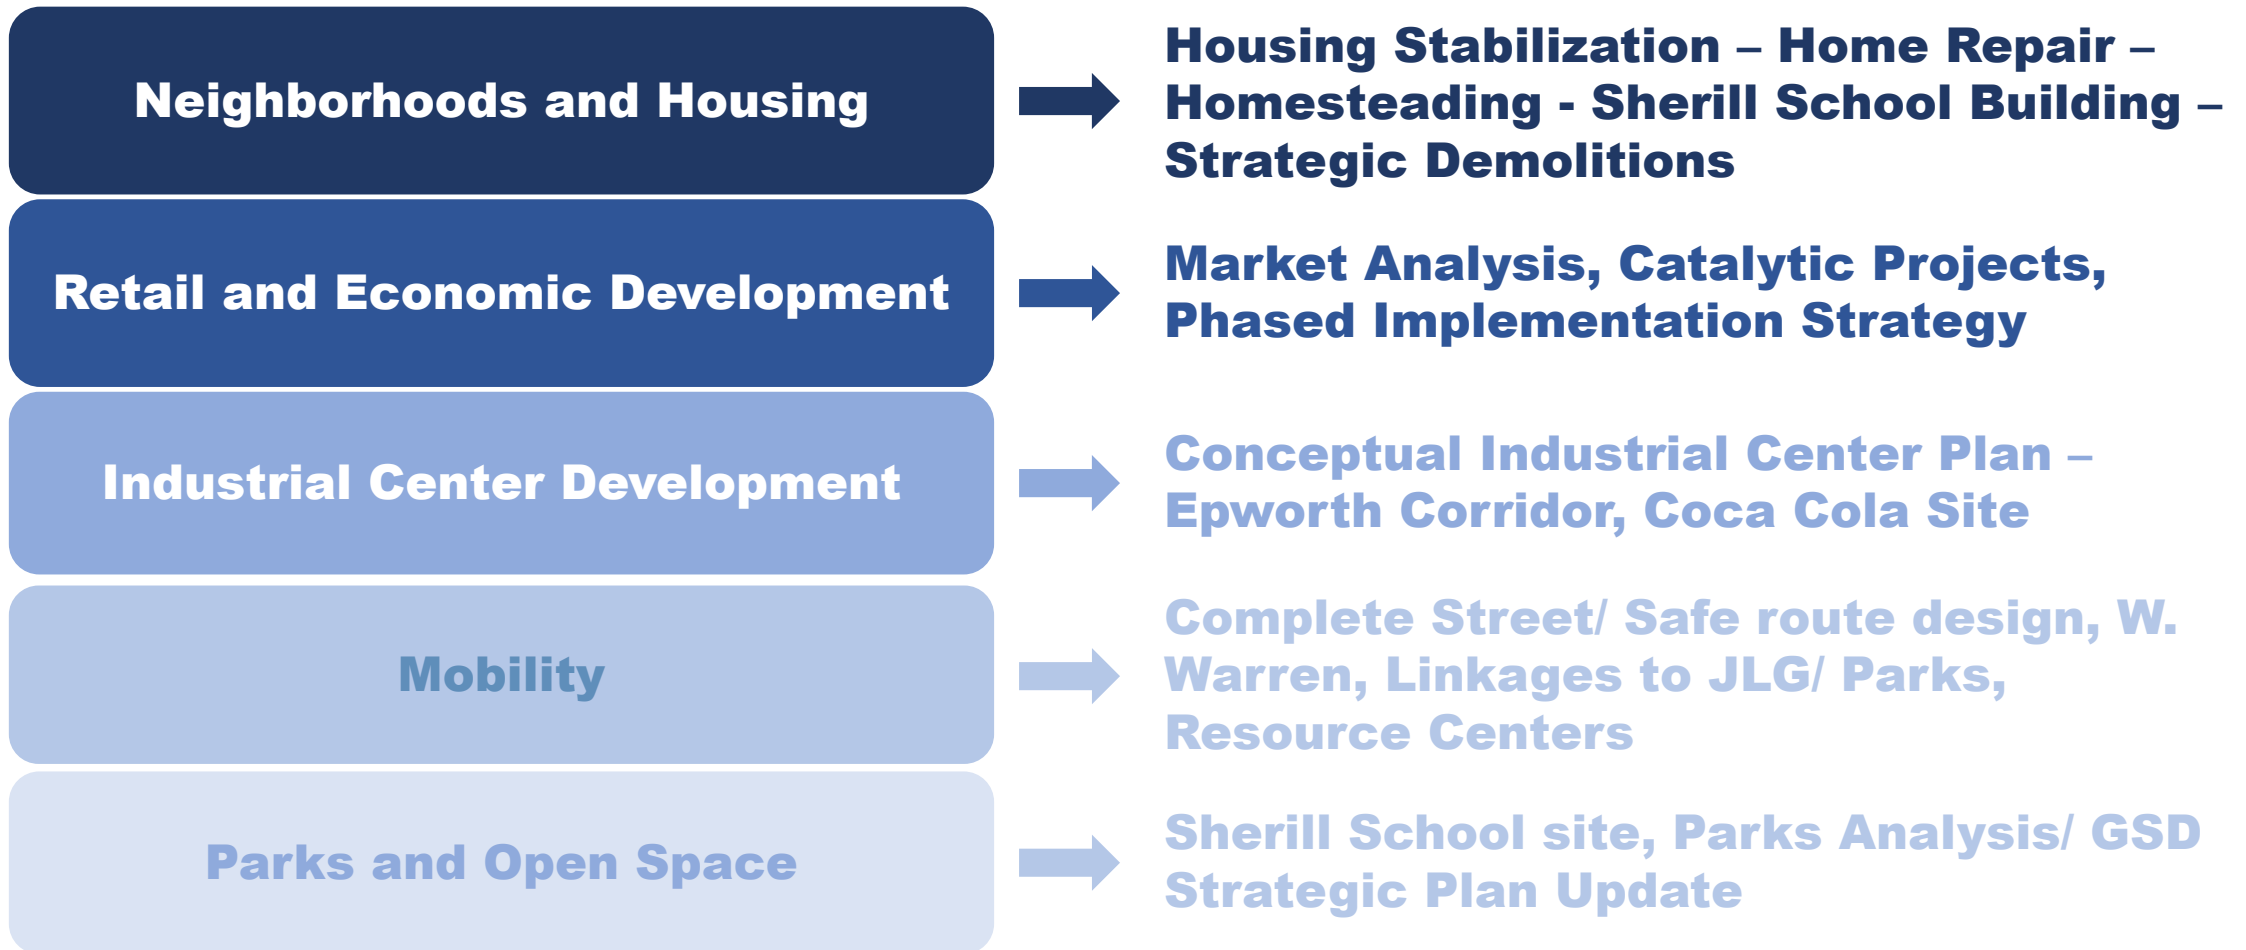 Neighborhoods and Housing
Housing Stabilization – Home Repair –
Homesteading - Sherill School Building –
Strategic Demolitions
Retail and Economic Development
Market Analysis, Catalytic Projects,
Phased Implementation Strategy
Industrial Center Development
Conceptual Industrial Center Plan –
Epworth Corridor, Coca Cola Site
Mobility
Complete Street/ Safe route design, W.
Warren, Linkages to JLG/ Parks,
Resource Centers
Parks and Open Space
Sherill School site, Parks Analysis/ GSD
Strategic Plan Update